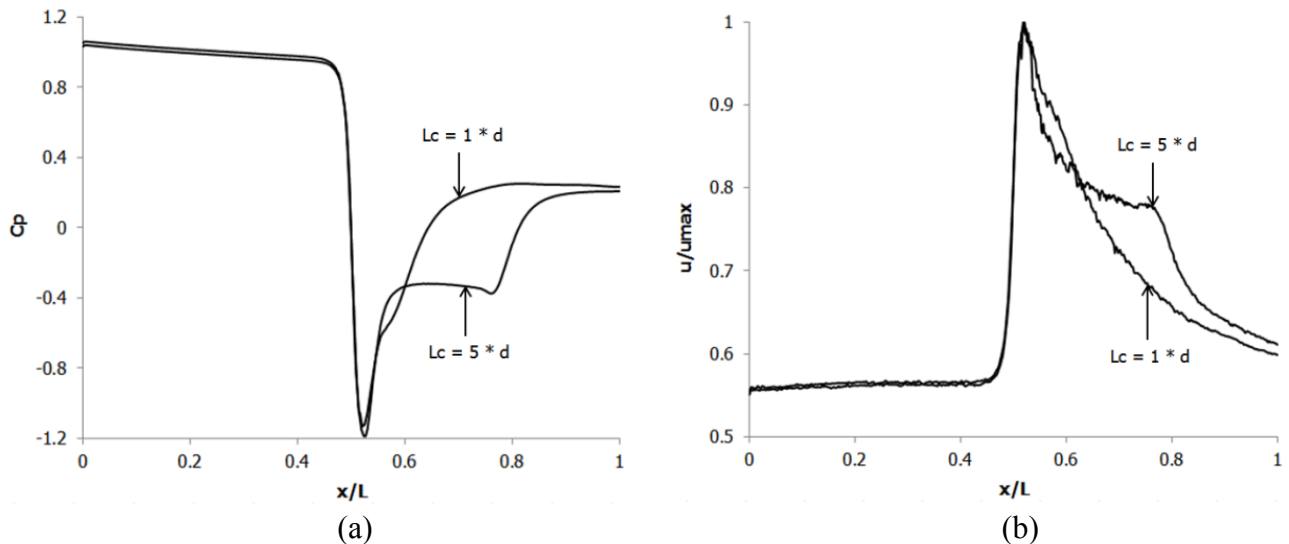 1.2
0.8
0.4
0
-0.4
-0.8
-1.2
Cp
Lc = 1 * d
Lc = 5 * d
0 0.2 0.4 0.6 0.8 1
x/L
(a)
1
0.9
0.8
0.7
0.6
0.5
u/umax
Lc = 5 * d
Lc = 1 * d
0 0.2 0.4 0.6 0.8 1
x/L
(b)